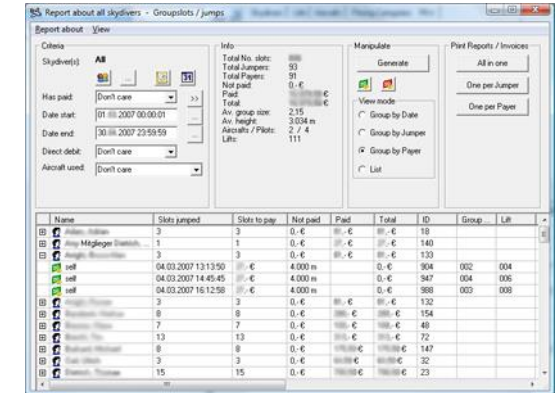 Report about all skydivers - Groupslots / jumps
Report about View
Criteria
Skydiver(s) All
Has paid: Don't care >>
Date start: 01. 2007 00:00:01 ...
Date end: 30. 2007 23:59:59 ...
Direct debit: Don't care
Aircraft used: Don't care
Info
Total No. slots:
Total Jumpers: 93
Total Payers: 91
Not paid: 0,-€
Paid: €
Total: €
Av. group size: 2,15
Av. height: 3.034 m
Aircrafts / Pilots: 2 / 4
Lifts: 111
Manipulate
Generate
View mode
Group by Date
Group by Jumper
Group by Payer
List
Print Reports / Invoices
All in one
One per Jumper
One per Payer
Name Slots jumped Slots to pay Not paid Paid Total ID Group ... Lift
3 3 0,-€ ,-€ ,-€ 18
Mitglieger 1 1 0,-€ ,-€ ,-€ 140
3 3 0,-€ ,-€ ,-€ 133
self 04.03.2007 13:13:50 ,-€ 4.000 m 0,-€ 904 002 004
self 04.03.2007 14:45:45 ,-€ 4.000 m 0,-€ 947 004 006
self 04.03.2007 16:12:58 ,-€ 4.000 m 0,-€ 988 003 008
3 3 0,-€ ,-€ ,-€ 132
8 8 0,-€ ,-€ ,-€ 154
7 7 0,-€ ,-€ ,-€ 48
13 13 0,-€ ,-€ ,-€ 72
8 8 0,-€ € € 147
3 3 0,-€ € € 32
15 15 0,-€ € € 23